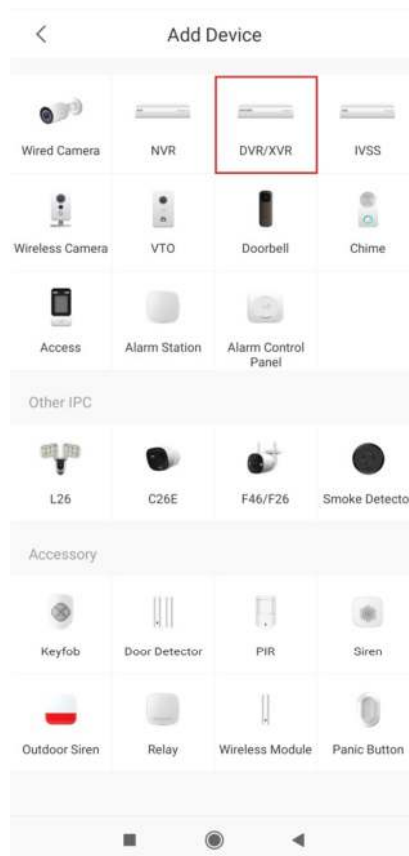 Add Device
Wired Camera
NVR
DVR/XVR
IVSS
Wireless Camera
VTO
Doorbell
Chime
Access
Alarm Station
Alarm Control
Panel
Other IPC
L26
C26E
F46/F26
Smoke Detecto
Accessory
Keyfob
Door Detector
PIR
Siren
Outdoor Siren
Relay
Wireless Module
Panic Button